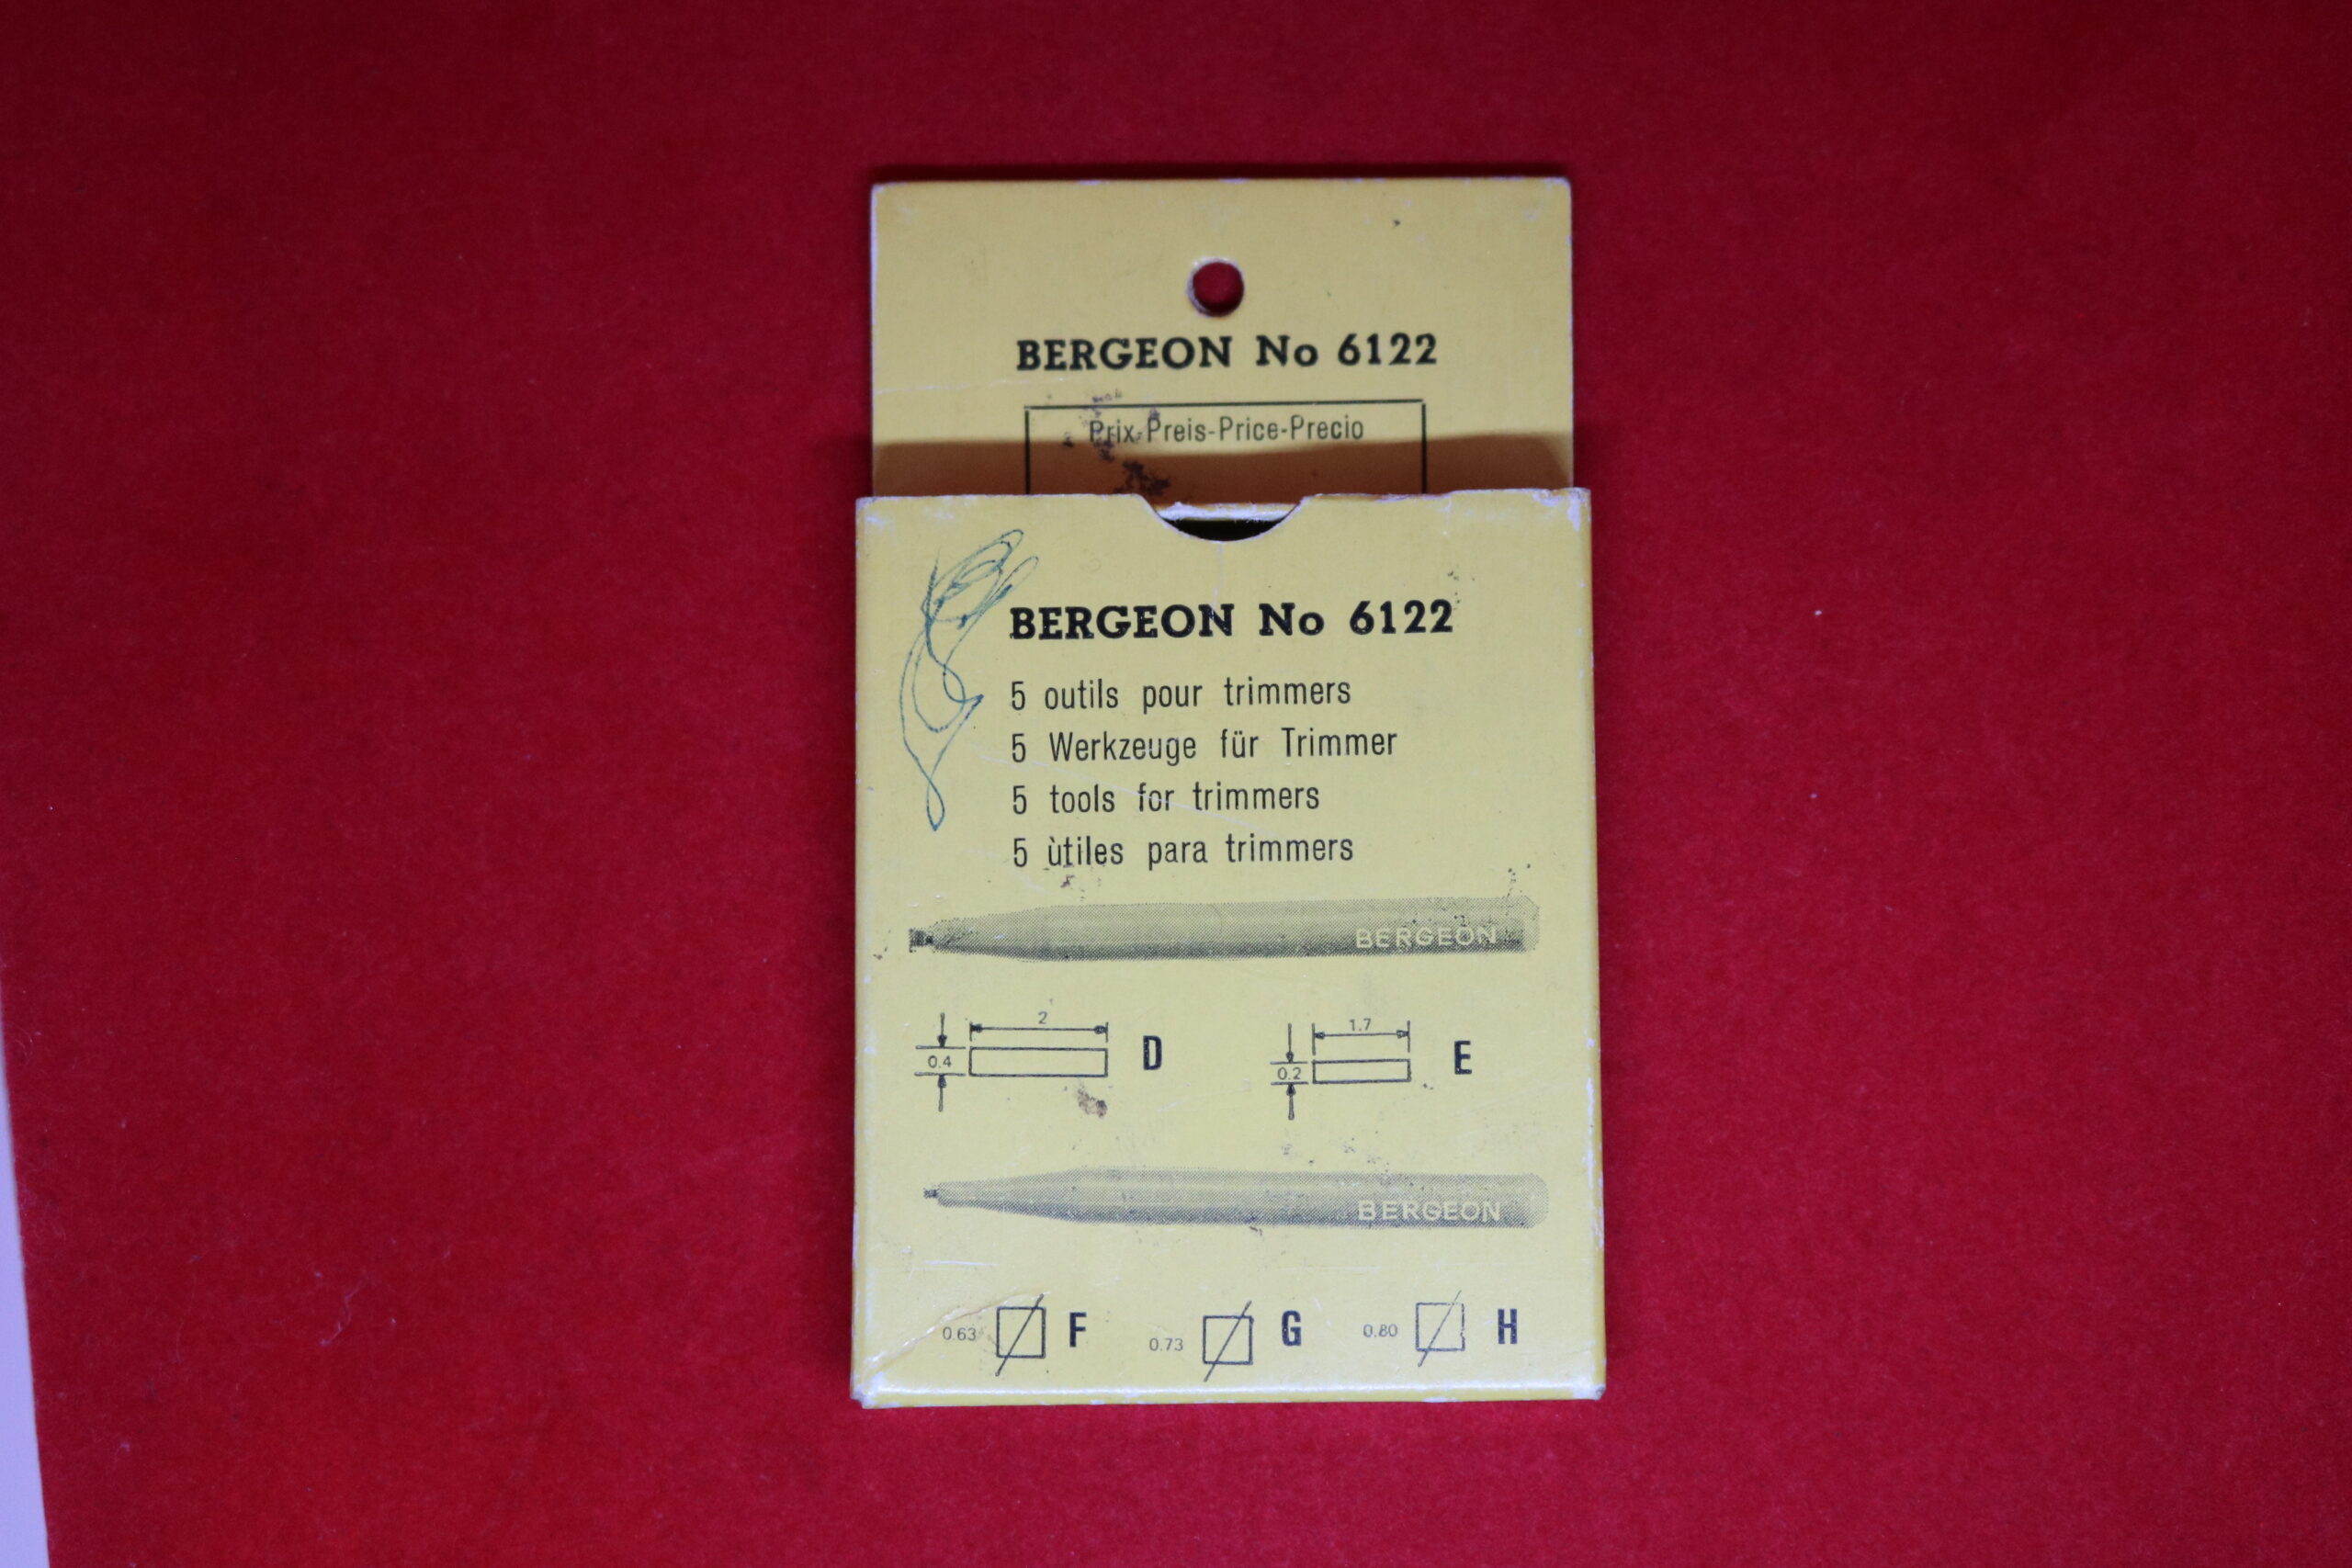 BERGEON No 6122
Prix-Preis-Price-Precio
BERGEON No 6122
5 outils pour trimmers
5 Werkzeuge für Trimmer
5 tools for trimmers
5 ùtiles para trimmers
BERGEON
2
0.4
D
1.7
0.2
E
BERGEON
0.63 F
0.73 G
0.80 H